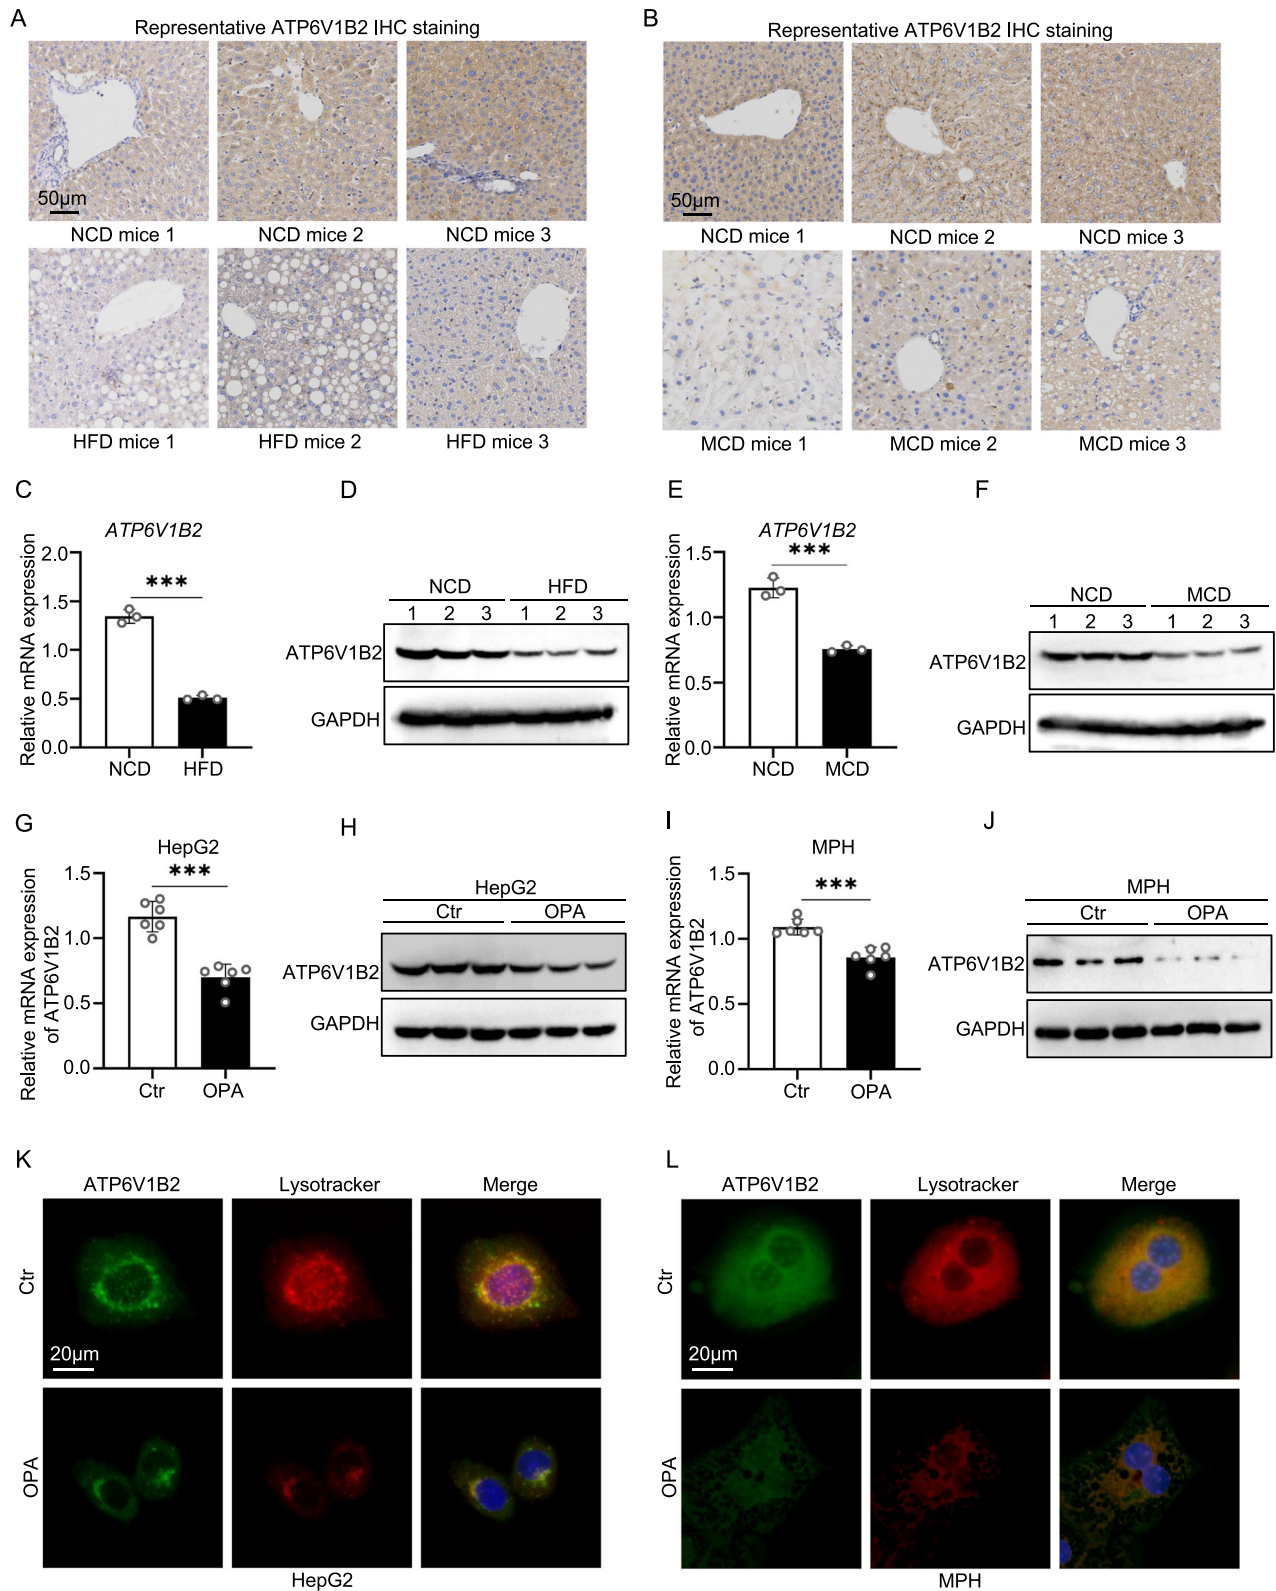 A
Representative ATP6V1B2 IHC staining
50μm
NCD mice 1
NCD mice 2
NCD mice 3
HFD mice 1
HFD mice 2
HFD mice 3
B
Representative ATP6V1B2 IHC staining
50μm
NCD mice 1
NCD mice 2
NCD mice 3
MCD mice 1
MCD mice 2
MCD mice 3
C
ATP6V1B2
Relative mRNA expression
2.0
1.5
1.0
0.5
0.0
***
NCD
HFD
D
NCD
HFD
1 2 3 1 2 3
ATP6V1B2
GAPDH
E
ATP6V1B2
Relative mRNA expression
1.5
1.0
0.5
0.0
***
NCD
MCD
F
NCD
MCD
1 2 3 1 2 3
ATP6V1B2
GAPDH
G
HepG2
Relative mRNA expression
of ATP6V1B2
1.5
1.0
0.5
0.0
***
Ctr
OPA
H
HepG2
Ctr
OPA
ATP6V1B2
GAPDH
I
MPH
Relative mRNA expression
of ATP6V1B2
1.5
1.0
0.5
0.0
***
Ctr
OPA
J
MPH
Ctr
OPA
ATP6V1B2
GAPDH
K
ATP6V1B2
Lysotracker
Merge
Ctr
20μm
OPA
HepG2
L
ATP6V1B2
Lysotracker
Merge
Ctr
20μm
OPA
MPH